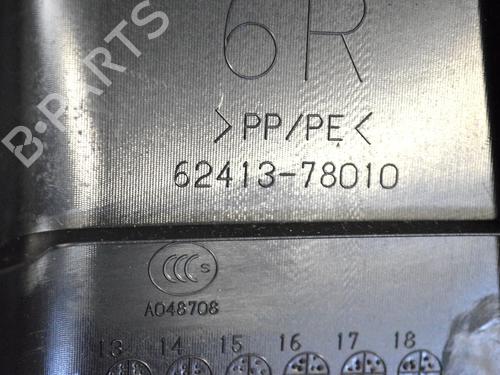 6R
>PP/PE<
62413-78010
CCC S
A048708
13 14 15 16 17 18
B-PARTS